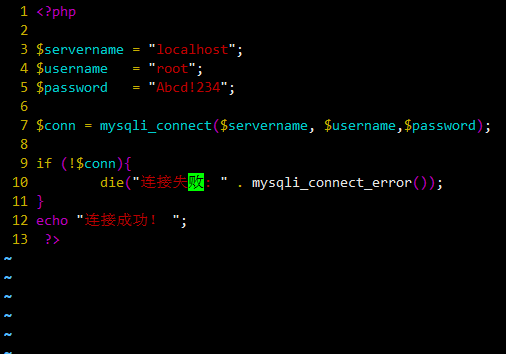 1 <?php
2
3 $servername = "localhost";
4 $username   = "root";
5 $password   = "Abcd!234";
6
7 $conn = mysqli_connect($servername, $username,$password);
8
9 if (!$conn){
10         die("连接失败：" . mysqli_connect_error());
11 }
12 echo "连接成功！ ";
13  ?>
~
~
~
~
~
~